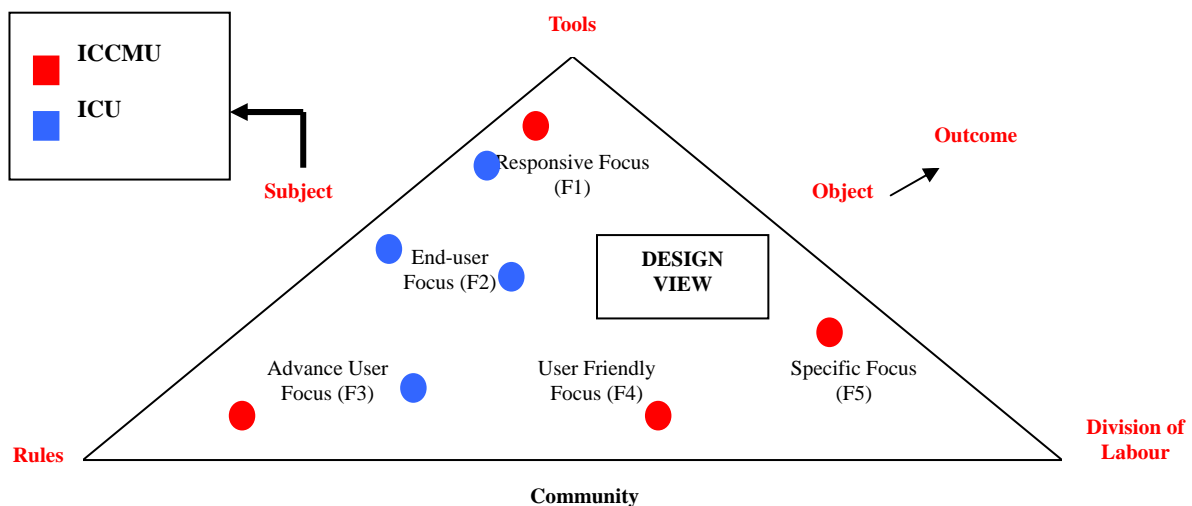 Tools
ICCMU
ICU
Outcome
Responsive Focus
(F1)
Subject
Object
End-user
Focus (F2)
DESIGN
VIEW
Advance User
Focus (F3)
User Friendly
Focus (F4)
Specific Focus
(F5)
Rules
Division of
Labour
Community